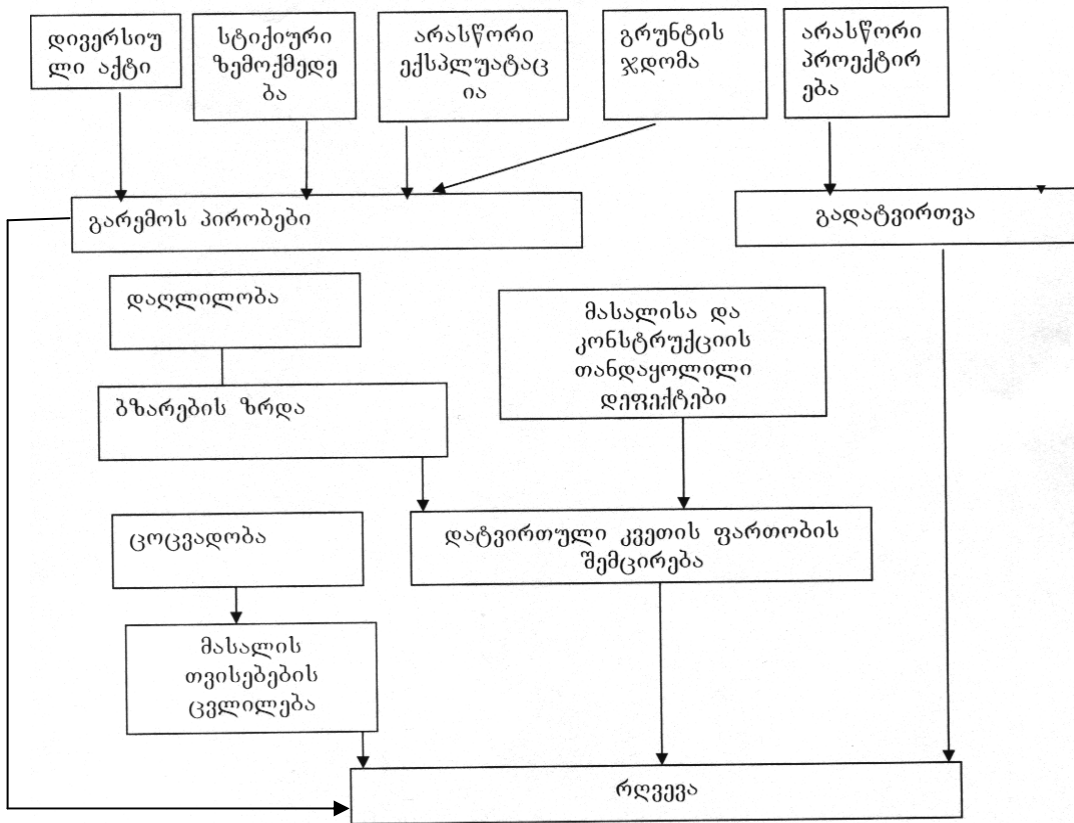 დივერსიუ
ლი აქტი
სტიქიური
ზემოქმედე
ბა
არასწორი
ექსპლუატაც
ია
გრუნტის
ჯდომა
არასწორი
პროექტირ
ება
გარემოს პირობები
გადატვირთვა
დაღლილობა
მასალისა და
კონსტრუქციის
თანდაყოლილი
დეფექტები
ბზარების ზრდა
ცოცვადობა
დატვირთული კვეთის ფართობის
შემცირება
მასალის
თვისებების
ცვლილება
რღვევა